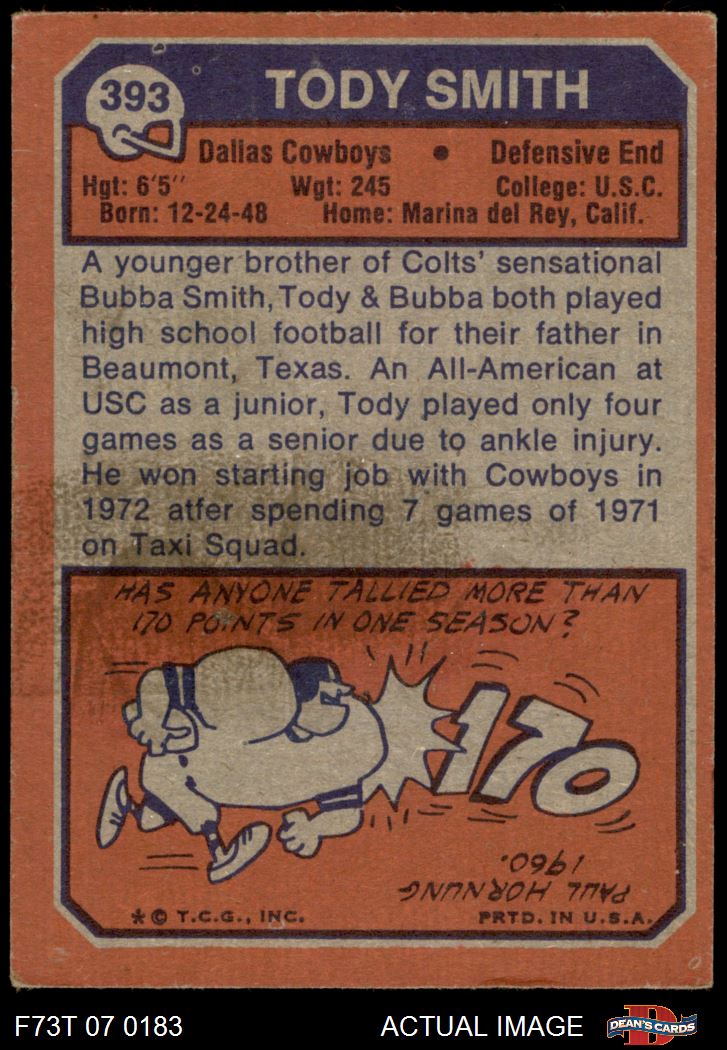 393
TODY SMITH
Dallas Cowboys • Defensive End
Hgt: 6'5" Wgt: 245 College: U.S.C.
Born: 12-24-48 Home: Marina del Rey, Calif.
A younger brother of Colts' sensational
Bubba Smith, Tody & Bubba both played
high school football for their father in
Beaumont, Texas. An All-American at
USC as a junior, Tody played only four
games as a senior due to ankle injury.
He won starting job with Cowboys in
1972 atfer spending 7 games of 1971
on Taxi Squad.
HAS ANYONE TALLIED MORE THAN
170 POINTS IN ONE SEASON?
170
PAUL HORNUNG
1960.
*© T.C.G., INC. PRTD. IN U.S.A.
F73T 07 0183 ACTUAL IMAGE D DEAN'S CARDS